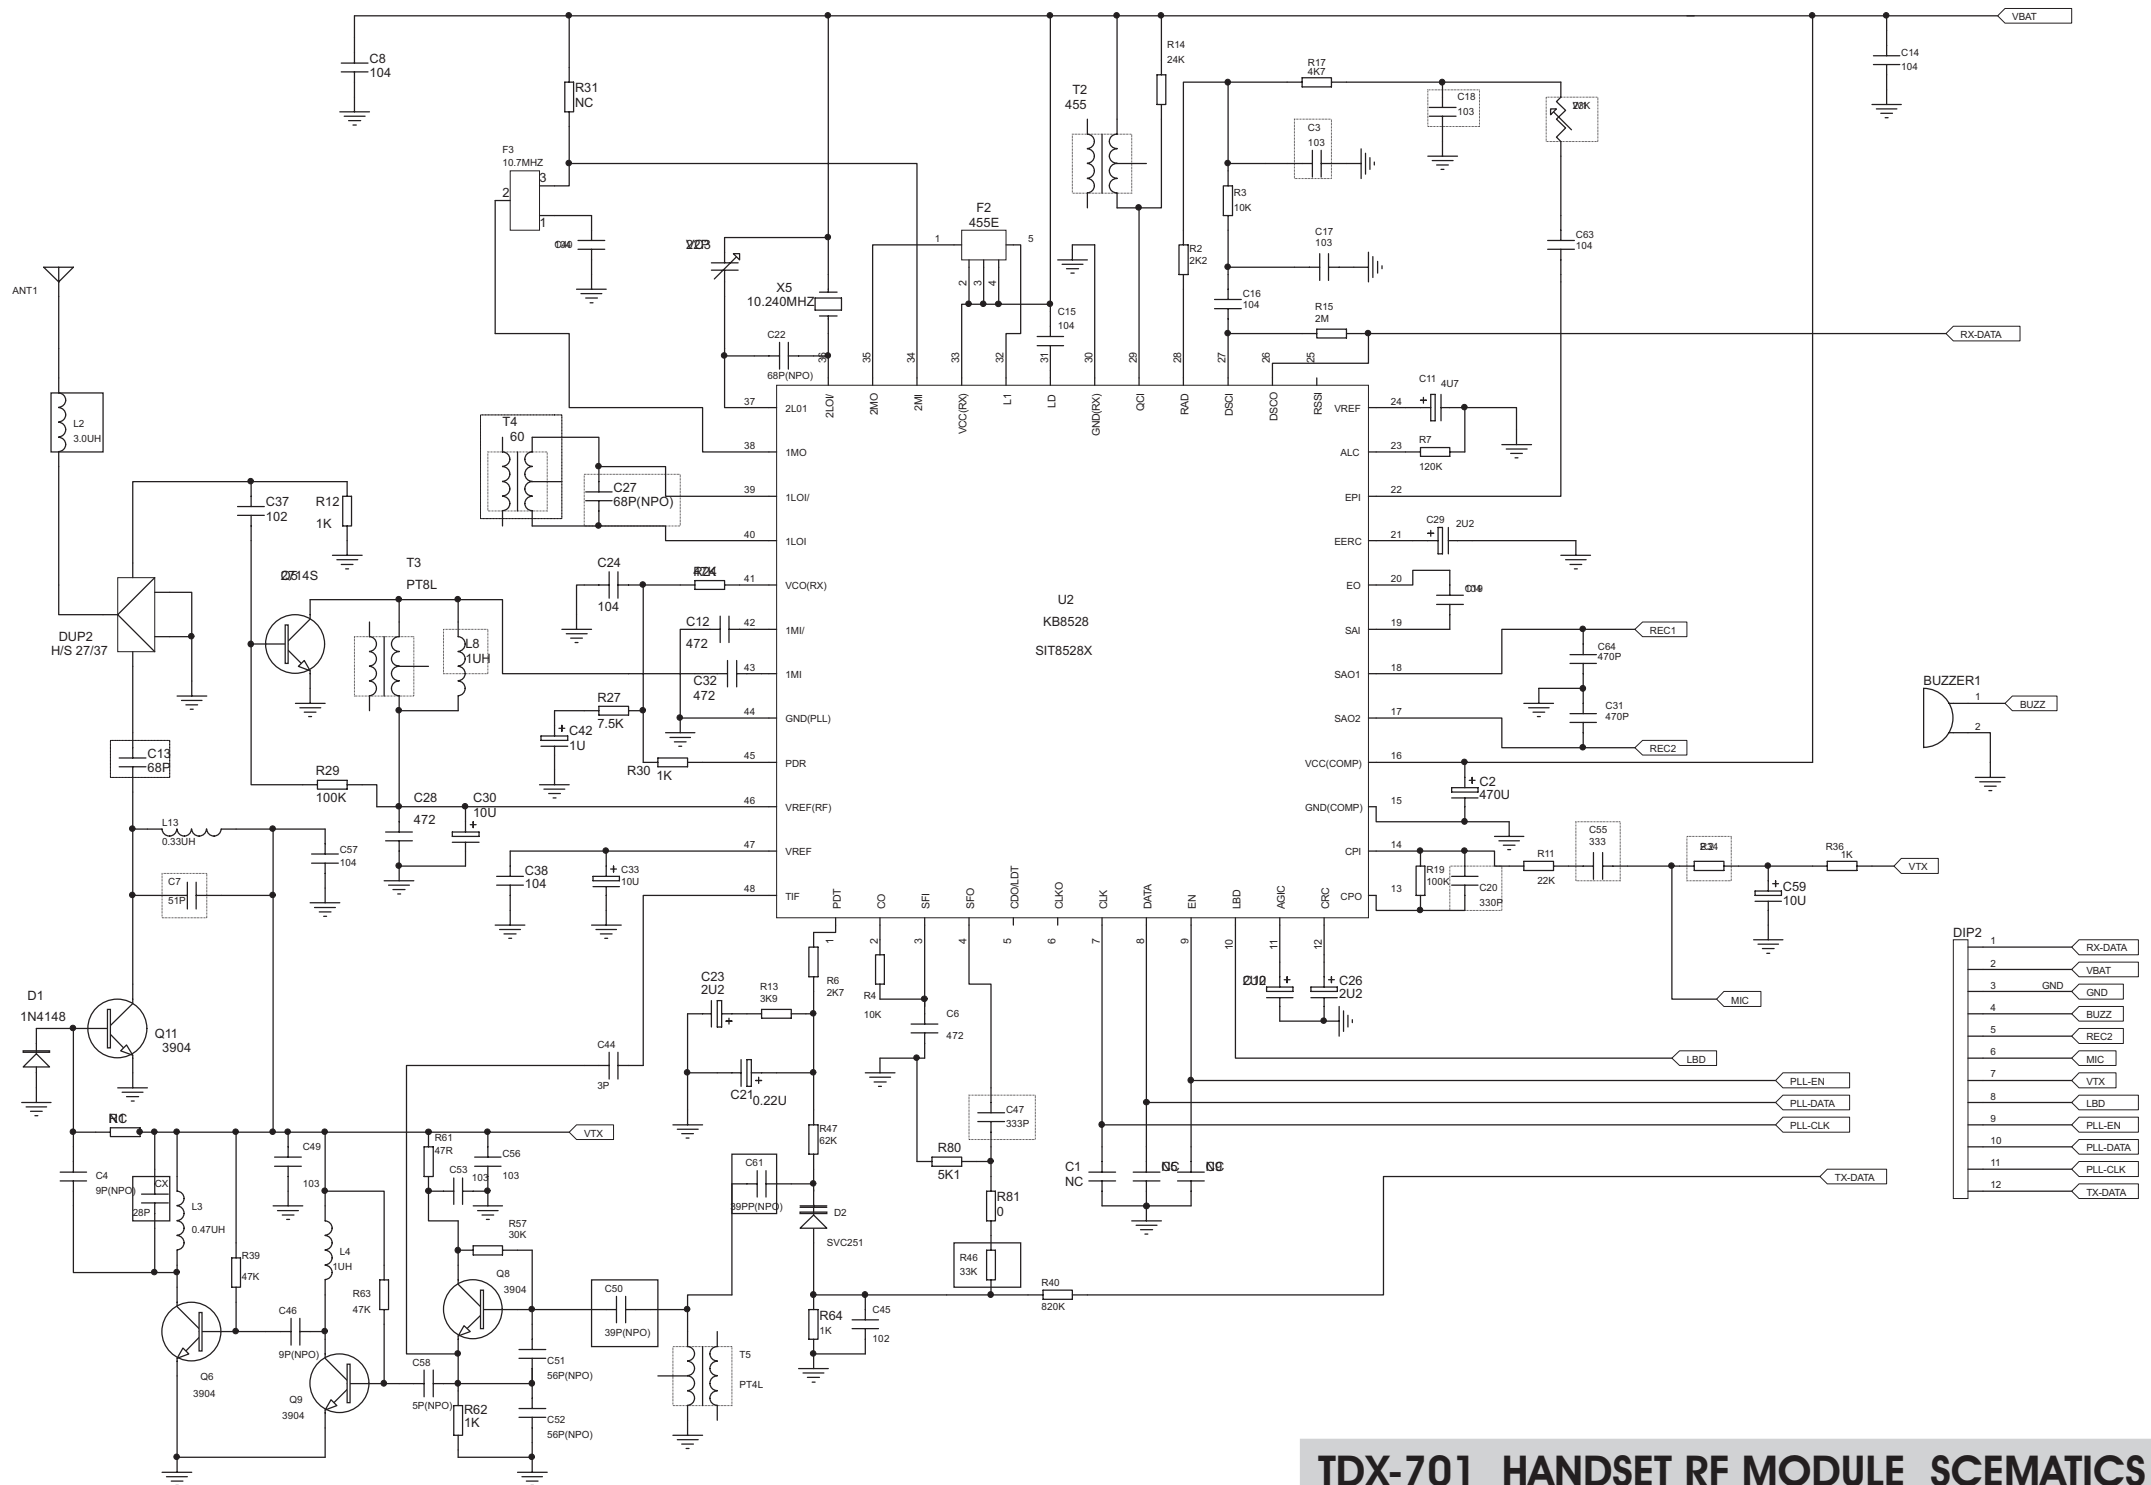 VBAT
C8
104
R31
NC
R14
24K
T2
455
R17
4K7
C18
103
C14
104
C3
103
F3
10.7MHZ
3
2
1
R3
10K
F2
455E
1
5
2
3
4
C17
103
R2
2K2
C63
104
ANT1
X5
10.240MHZ
C16
104
C15
104
R15
2M
RX-DATA
C22
68P(NPO)
36
35
34
33
32
31
30
29
28
27
26
25
2LOI/
2MO
2MI
VCC(RX)
L1
LD
GND(RX)
QCI
RAD
DSCI
DSCO
RSSI
L2
3.0UH
T4
60
C27
68P(NPO)
37
2L01
38
1MO
39
1LOI/
40
1LOI
41
VCO(RX)
42
1MI/
43
1MI
44
GND(PLL)
45
PDR
46
VREF(RF)
47
VREF
48
TIF
VREF
24
C11
4U7
ALC
23
R7
120K
EPI
22
EERC
21
C29
2U2
EO
20
SAI
19
SAO1
18
SAO2
17
VCC(COMP)
16
GND(COMP)
15
CPI
14
CPO
13
U2
KB8528
SIT8528X
C37
102
R12
1K
T3
PT8L
C24
104
C12
472
C32
472
L8
1UH
DUP2
H/S 27/37
R27
7.5K
C42
1U
R30
1K
C13
68P
R29
100K
C28
472
C30
10U
L13
0.33UH
C57
104
C7
51P
C38
104
C33
10U
REC1
C64
470P
C31
470P
REC2
BUZZER1
1
BUZZ
2
C2
470U
C55
333
R11
22K
R19
100K
C20
330P
R36
1K
VTX
C59
10U
MIC
PDT
CO
SFI
SFO
CDO/LDT
CLKO
CLK
DATA
EN
LBD
AGIC
CRC
1
2
3
4
5
6
7
8
9
10
11
12
D1
1N4148
Q11
3904
C23
2U2
R13
3K9
R6
2K7
R4
10K
C6
472
C26
2U2
C44
3P
C21
0.22U
LBD
PLL-EN
PLL-DATA
PLL-CLK
TX-DATA
C47
333P
R80
5K1
R81
0
R46
33K
R40
820K
C1
NC
R47
62K
C61
39PP(NPO)
D2
SVC251
R64
1K
C45
102
VTX
C4
9P(NPO)
CX
28P
L3
0.47UH
C49
103
R61
47R
C53
103
C56
103
R57
30K
L4
1UH
R39
47K
R63
47K
Q8
3904
C50
39P(NPO)
C46
9P(NPO)
Q6
3904
Q9
3904
C58
5P(NPO)
R62
1K
C51
56P(NPO)
C52
56P(NPO)
T5
PT4L
DIP2
1
RX-DATA
2
VBAT
3
GND
GND
4
BUZZ
5
REC2
6
MIC
7
VTX
8
LBD
9
PLL-EN
10
PLL-DATA
11
PLL-CLK
12
TX-DATA
TDX-701 HANDSET RF MODULE SCEMATICS